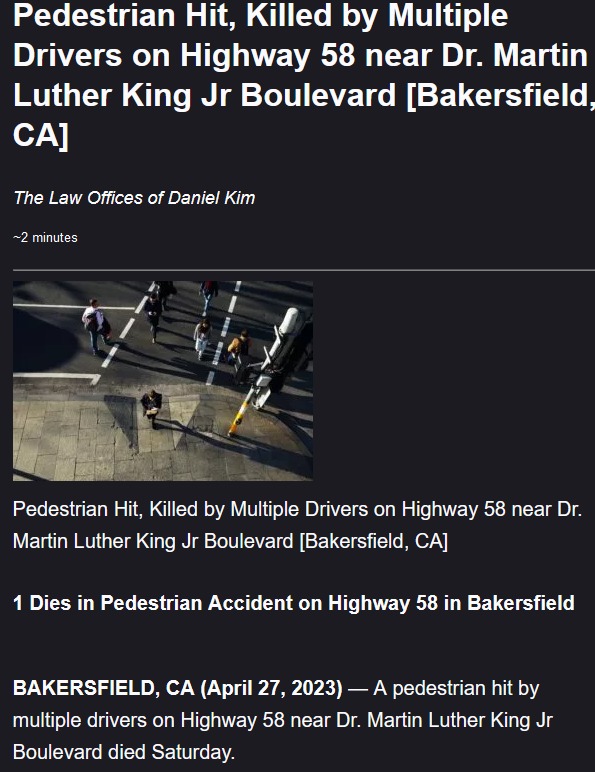 Pedestrian Hit, Killed by Multiple
Drivers on Highway 58 near Dr. Martin
Luther King Jr Boulevard [Bakersfield,
CA]
The Law Offices of Daniel Kim
~2 minutes
Pedestrian Hit, Killed by Multiple Drivers on Highway 58 near Dr.
Martin Luther King Jr Boulevard [Bakersfield, CA]
1 Dies in Pedestrian Accident on Highway 58 in Bakersfield
BAKERSFIELD, CA (April 27, 2023) — A pedestrian hit by
multiple drivers on Highway 58 near Dr. Martin Luther King Jr
Boulevard died Saturday.